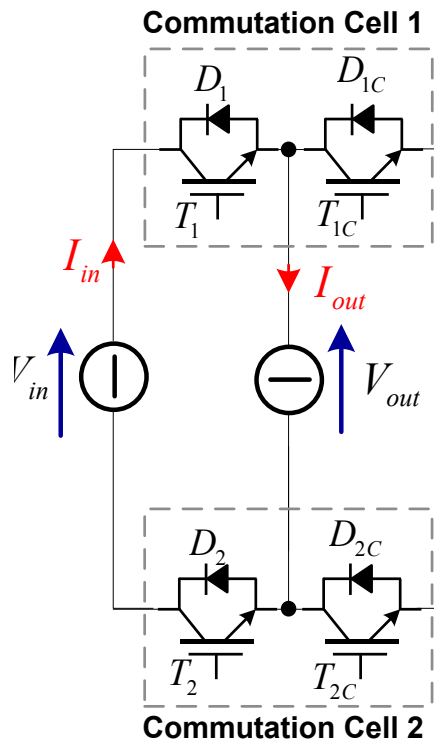 Commutation Cell 1
D1 D1C
T1 T1C
Iin Iout
Vin Vout
D2 D2C
T2 T2C
Commutation Cell 2